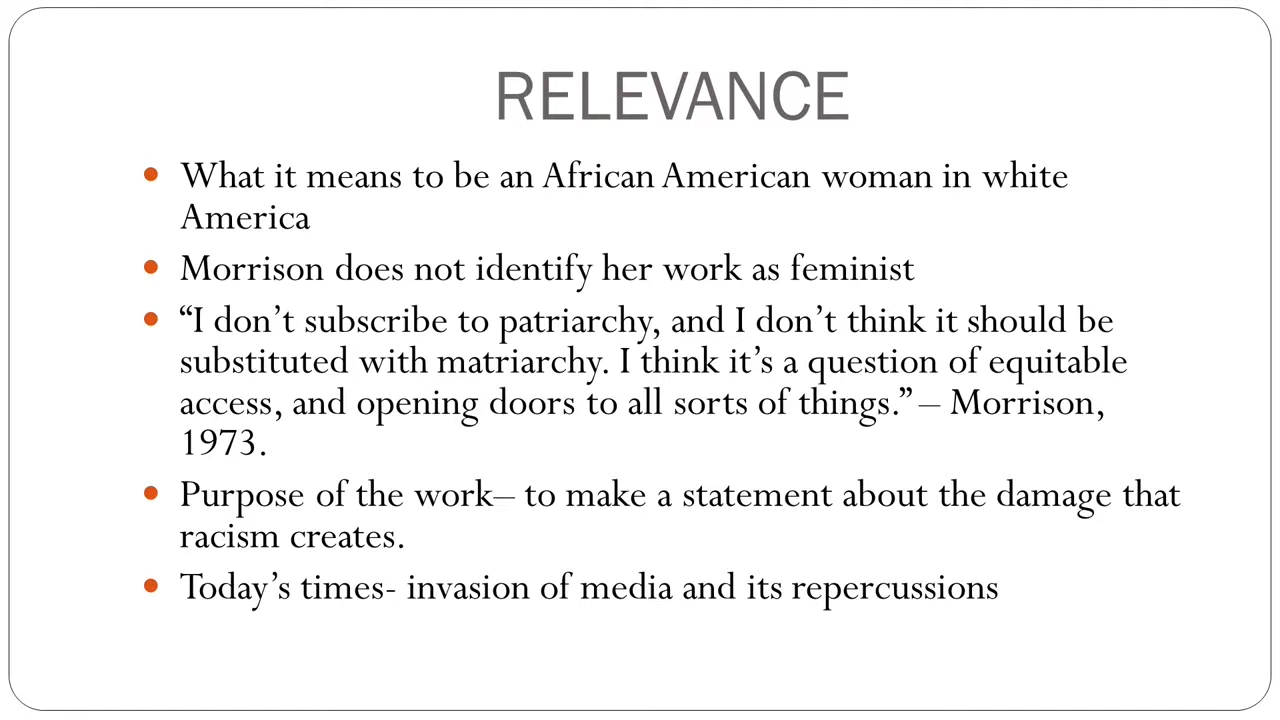 RELEVANCE
• What it means to be an African American woman in white
America
• Morrison does not identify her work as feminist
• “I don’t subscribe to patriarchy, and I don’t think it should be
substituted with matriarchy. I think it’s a question of equitable
access, and opening doors to all sorts of things.” – Morrison,
1973.
• Purpose of the work– to make a statement about the damage that
racism creates.
• Today’s times- invasion of media and its repercussions